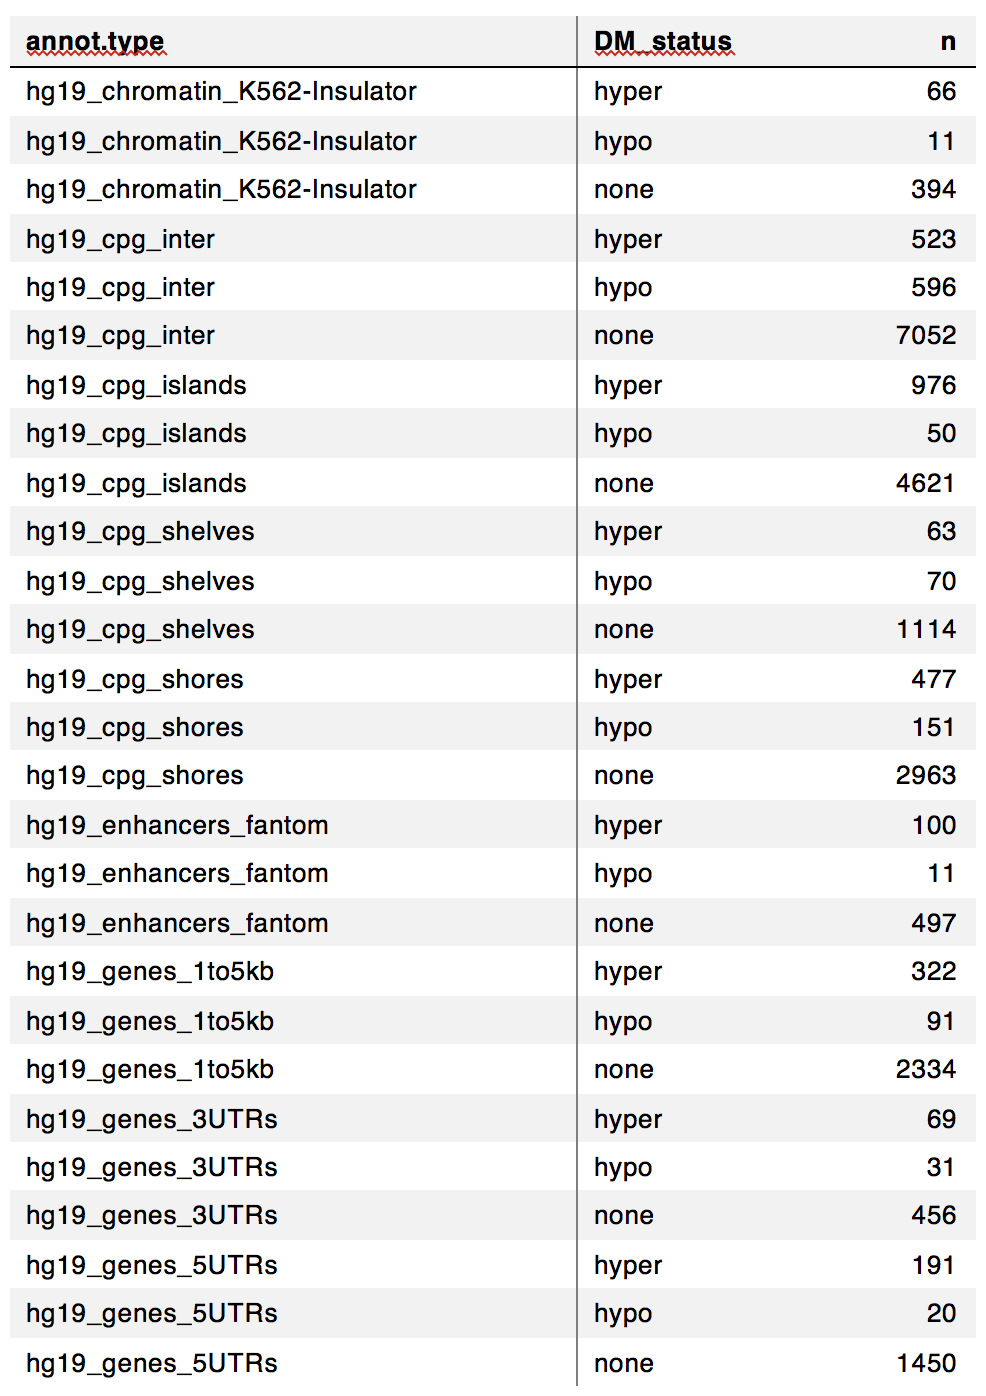 annot.type DM_status n
hg19_chromatin_K562-Insulator hyper 66
hg19_chromatin_K562-Insulator hypo 11
hg19_chromatin_K562-Insulator none 394
hg19_cpg_inter hyper 523
hg19_cpg_inter hypo 596
hg19_cpg_inter none 7052
hg19_cpg_islands hyper 976
hg19_cpg_islands hypo 50
hg19_cpg_islands none 4621
hg19_cpg_shelves hyper 63
hg19_cpg_shelves hypo 70
hg19_cpg_shelves none 1114
hg19_cpg_shores hyper 477
hg19_cpg_shores hypo 151
hg19_cpg_shores none 2963
hg19_enhancers_fantom hyper 100
hg19_enhancers_fantom hypo 11
hg19_enhancers_fantom none 497
hg19_genes_1to5kb hyper 322
hg19_genes_1to5kb hypo 91
hg19_genes_1to5kb none 2334
hg19_genes_3UTRs hyper 69
hg19_genes_3UTRs hypo 31
hg19_genes_3UTRs none 456
hg19_genes_5UTRs hyper 191
hg19_genes_5UTRs hypo 20
hg19_genes_5UTRs none 1450